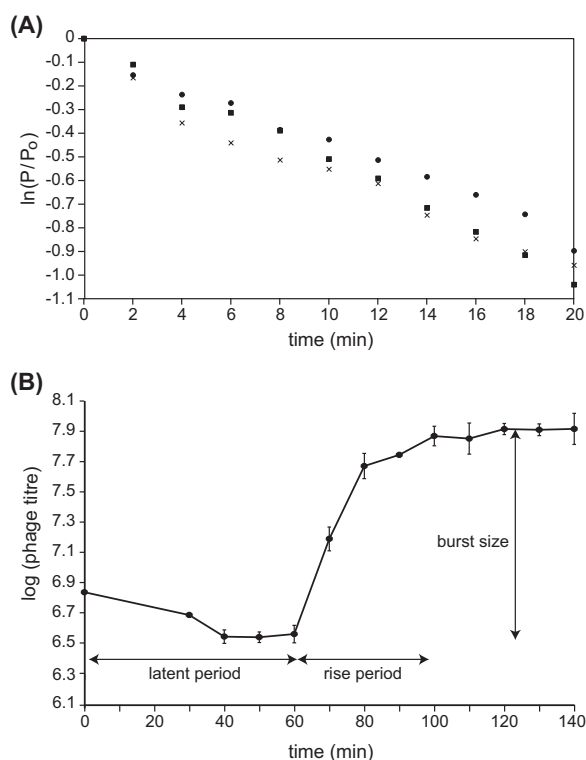 (A)
ln(P/Po)
0
-0.1
-0.2
-0.3
-0.4
-0.5
-0.6
-0.7
-0.8
-0.9
-1.0
-1.1
0 2 4 6 8 10 12 14 16 18 20
time (min)
(B)
log (phage titre)
8.1
7.9
7.7
7.5
7.3
7.1
6.9
6.7
6.5
6.3
6.1
burst size
latent period rise period
0 20 40 60 80 100 120 140
time (min)